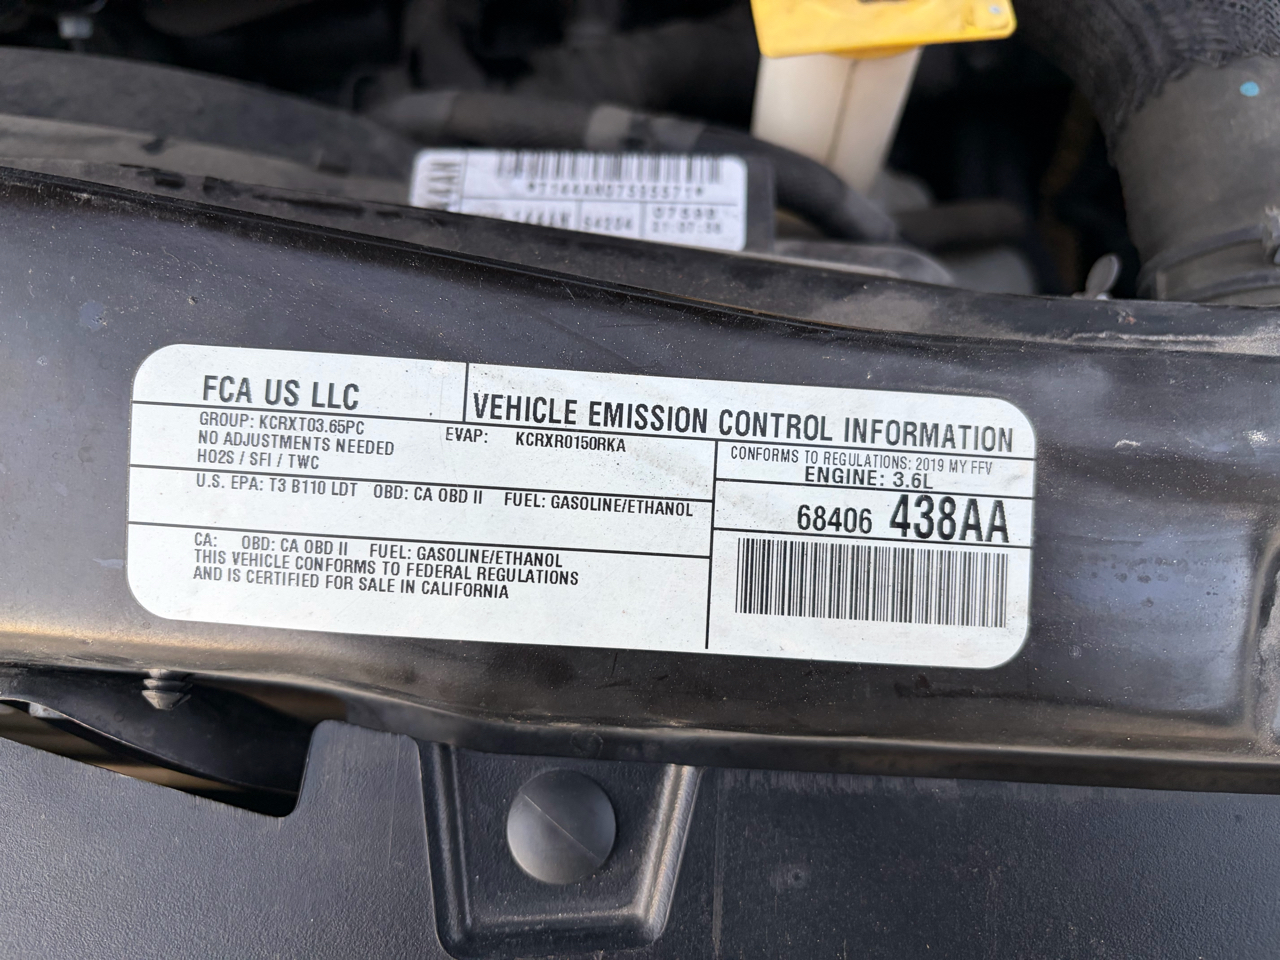 54204
FCA US LLC
VEHICLE EMISSION CONTROL INFORMATION
GROUP: KCRXT03.65PC
EVAP: KCRXR0150RKA
NO ADJUSTMENTS NEEDED
HO2S / SFI / TWC
CONFORMS TO REGULATIONS: 2019 MY FFV
ENGINE: 3.6L
U.S. EPA: T3 B110 LDT OBD: CA OBD II FUEL: GASOLINE/ETHANOL
68406 438AA
CA: OBD: CA OBD II FUEL: GASOLINE/ETHANOL
THIS VEHICLE CONFORMS TO FEDERAL REGULATIONS
AND IS CERTIFIED FOR SALE IN CALIFORNIA